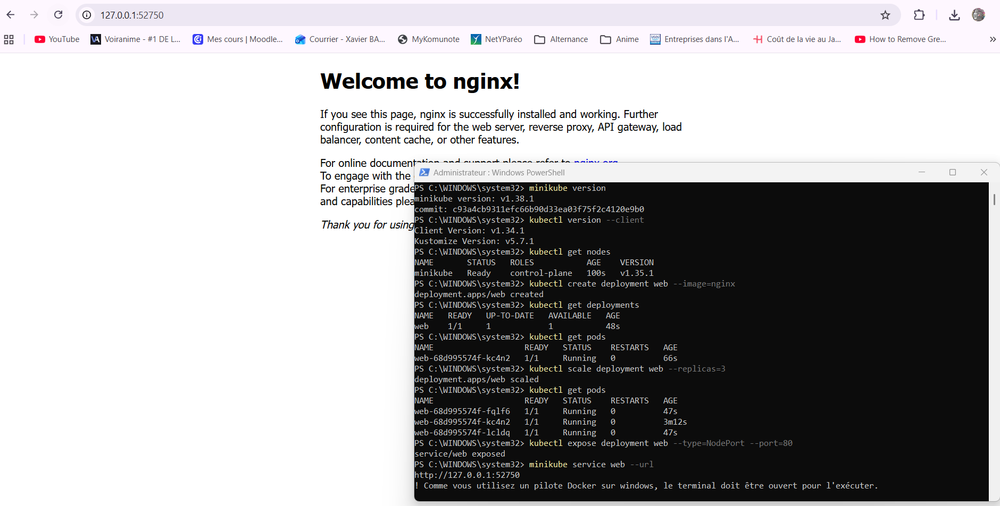 127.0.0.1:52750
YouTube
Voiranime - #1 DE L...
Mes cours | Moodle...
Courrier - Xavier BA...
MyKomunote
NetYParéo
Alternance
Anime
Entreprises dans l'A...
Coût de la vie au Ja...
How to Remove Gre...
Welcome to nginx!
If you see this page, nginx is successfully installed and working. Further
configuration is required for the web server, reverse proxy, API gateway, load
balancer, content cache, or other features.
For online documentation and support please refer to nginx.org
To engage with the
For enterprise grade
and capabilities plea
Thank you for using
Administrateur : Windows PowerShell
PS C:\WINDOWS\system32> minikube version
minikube version: v1.38.1
commit: c93a4cb9311efc66b90d33ea03f75f2c4120e9b0
PS C:\WINDOWS\system32> kubectl version --client
Client Version: v1.34.1
Kustomize Version: v5.7.1
PS C:\WINDOWS\system32> kubectl get nodes
NAME       STATUS   ROLES           AGE    VERSION
minikube   Ready    control-plane   100s   v1.35.1
PS C:\WINDOWS\system32> kubectl create deployment web --image=nginx
deployment.apps/web created
PS C:\WINDOWS\system32> kubectl get deployments
NAME   READY   UP-TO-DATE   AVAILABLE   AGE
web    1/1     1            1           48s
PS C:\WINDOWS\system32> kubectl get pods
NAME                   READY   STATUS    RESTARTS   AGE
web-68d995574f-kc4n2   1/1     Running   0          66s
PS C:\WINDOWS\system32> kubectl scale deployment web --replicas=3
deployment.apps/web scaled
PS C:\WINDOWS\system32> kubectl get pods
NAME                   READY   STATUS    RESTARTS   AGE
web-68d995574f-fqlf6   1/1     Running   0          47s
web-68d995574f-kc4n2   1/1     Running   0          3m12s
web-68d995574f-lcldq   1/1     Running   0          47s
PS C:\WINDOWS\system32> kubectl expose deployment web --type=NodePort --port=80
service/web exposed
PS C:\WINDOWS\system32> minikube service web --url
http://127.0.0.1:52750
! Comme vous utilisez un pilote Docker sur windows, le terminal doit être ouvert pour l'exécuter.